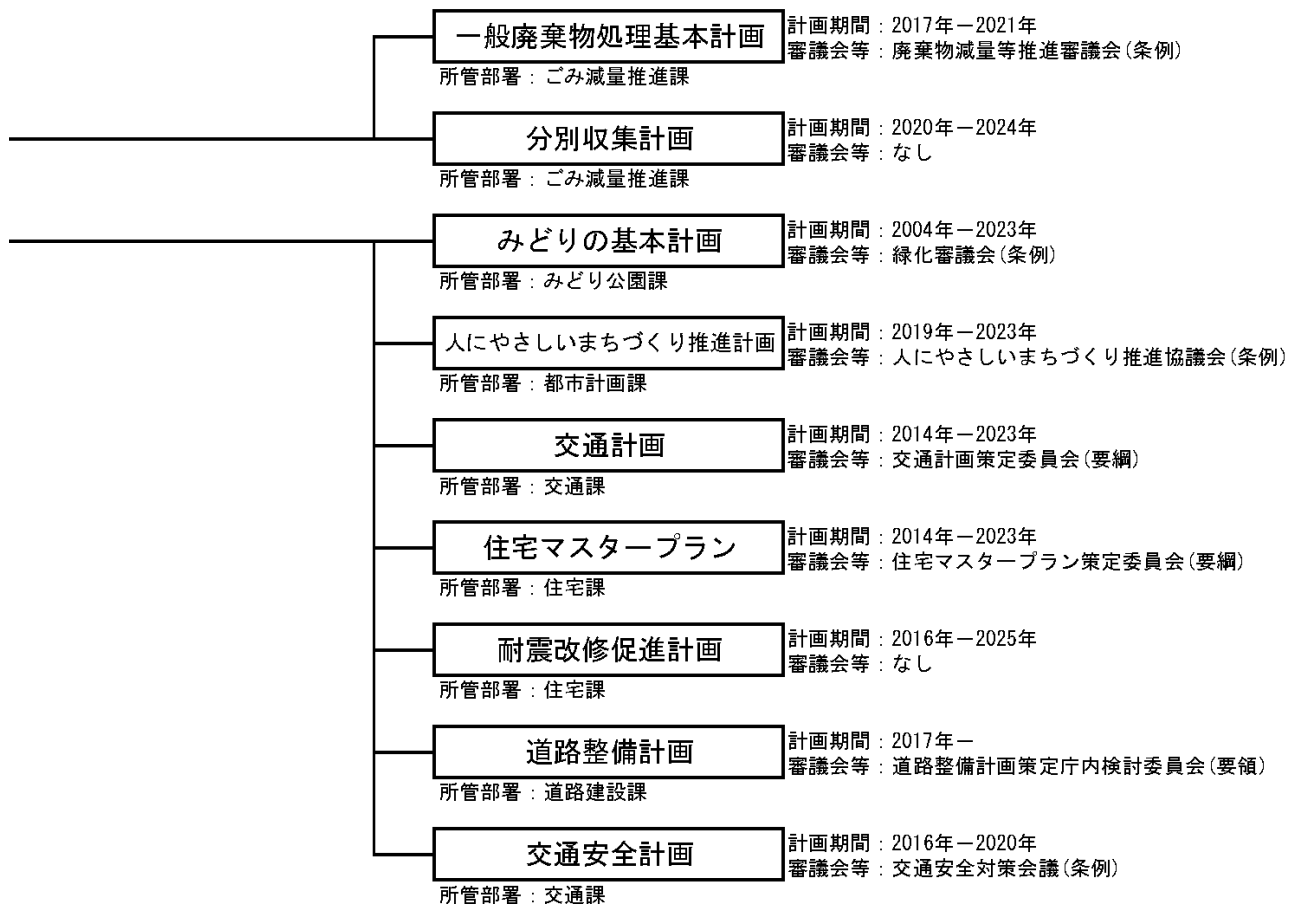 一般廃棄物処理基本計画
計画期間：2017年－2021年
審議会等：廃棄物減量等推進審議会(条例)
所管部署：ごみ減量推進課
分別収集計画
計画期間：2020年－2024年
審議会等：なし
所管部署：ごみ減量推進課
みどりの基本計画
計画期間：2004年－2023年
審議会等：緑化審議会(条例)
所管部署：みどり公園課
人にやさしいまちづくり推進計画
計画期間：2019年－2023年
審議会等：人にやさしいまちづくり推進協議会(条例)
所管部署：都市計画課
交通計画
計画期間：2014年－2023年
審議会等：交通計画策定委員会(要綱)
所管部署：交通課
住宅マスタープラン
計画期間：2014年－2023年
審議会等：住宅マスタープラン策定委員会(要綱)
所管部署：住宅課
耐震改修促進計画
計画期間：2016年－2025年
審議会等：なし
所管部署：住宅課
道路整備計画
計画期間：2017年－
審議会等：道路整備計画策定庁内検討委員会(要領)
所管部署：道路建設課
交通安全計画
計画期間：2016年－2020年
審議会等：交通安全対策会議(条例)
所管部署：交通課